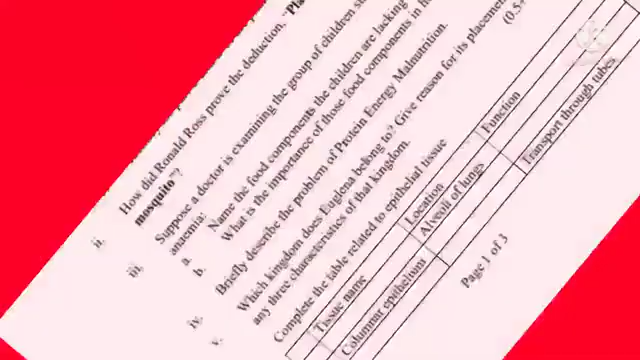 ii. How did Ronald Ross prove the deduction, "Pla
mosquito"?
iii. Suppose a doctor is examining the group of children su
anaemia:
a. Name the food components the children are lacking
b. What is the importance of those food components in
iv. Briefly describe the problem of Protein Energy Malnutrition.
v. Which kingdom does Euglena belong to? Give reason for its placement
any three characteristics of that kingdom. (0.5+
Complete the table related to epithelial tissue
Tissue name Location Function
Alveoli of lungs
Columnar epithelium
Transport through tubes
Page 1 of 3